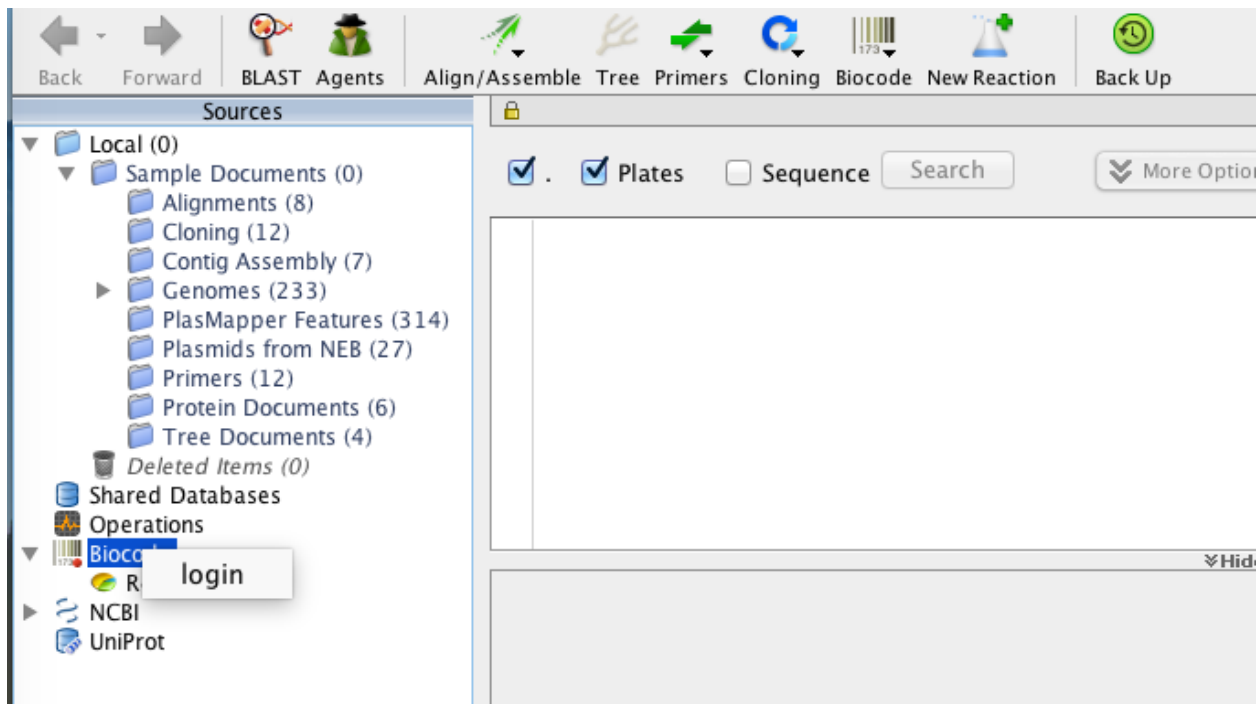 Back Forward BLAST Agents Align/Assemble Tree Primers Cloning Biocode New Reaction Back Up
Sources
Local (0)
Sample Documents (0)
Alignments (8)
Cloning (12)
Contig Assembly (7)
Genomes (233)
PlasMapper Features (314)
Plasmids from NEB (27)
Primers (12)
Protein Documents (6)
Tree Documents (4)
Deleted Items (0)
Shared Databases
Operations
login
NCBI
UniProt
. Plates Sequence Search More